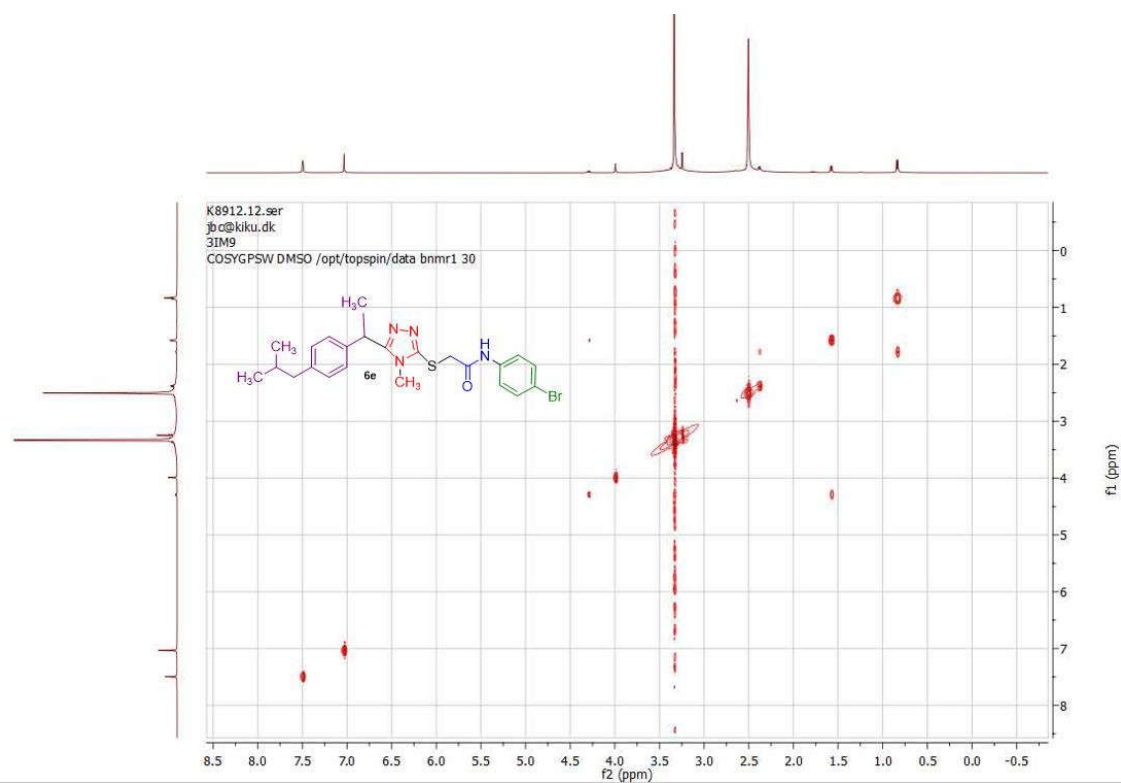 K8912.12.ser
jbc@kiku.dk
3IM9
COSYGPSW DMSO /opt/topspin/data bnmr1 30
H₃C
N N
CH₃
H
N
S
N
H₃C
6e
CH₃
O
Br
0
1
2
3
4
5
6
7
8
f1 (ppm)
8.5 8.0 7.5 7.0 6.5 6.0 5.5 5.0 4.5 4.0 3.5 3.0 2.5 2.0 1.5 1.0 0.5 0.0 -0.5
f2 (ppm)